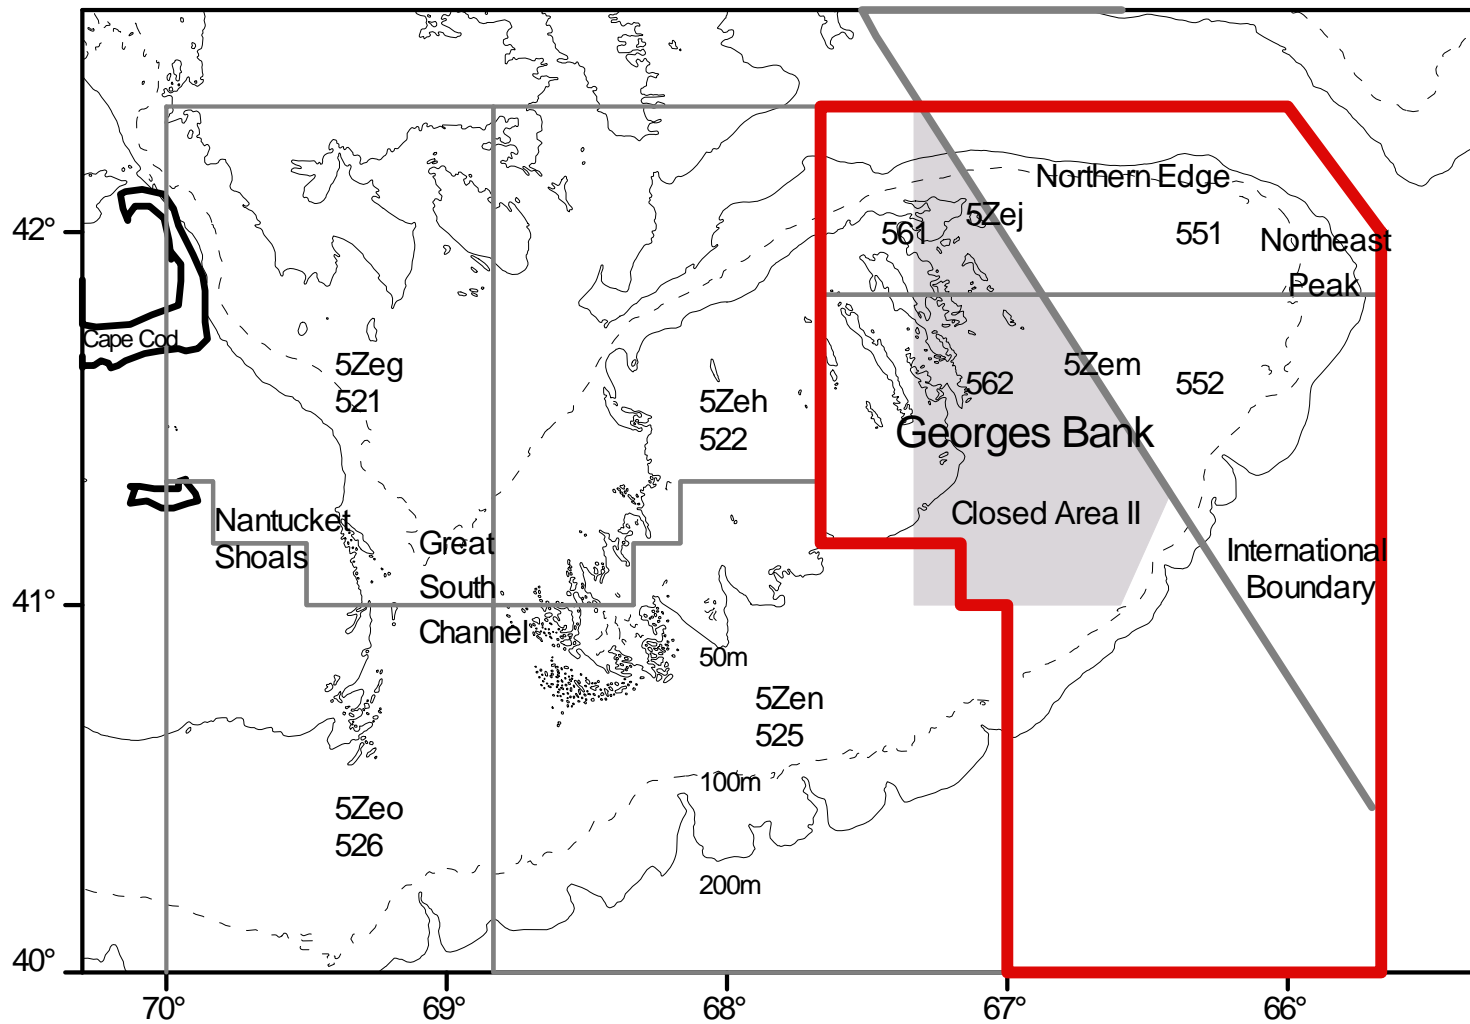 Northern Edge
5Zej
42°
561
551
Northeast
Peak
Cape Cod
5Zeg
521
5Zeh
522
5Zem
562
552
Georges Bank
Closed Area II
Nantucket
Shoals
Great
South
Channel
International
Boundary
41°
50m
5Zen
525
100m
5Zeo
526
200m
40°
70°
69°
68°
67°
66°